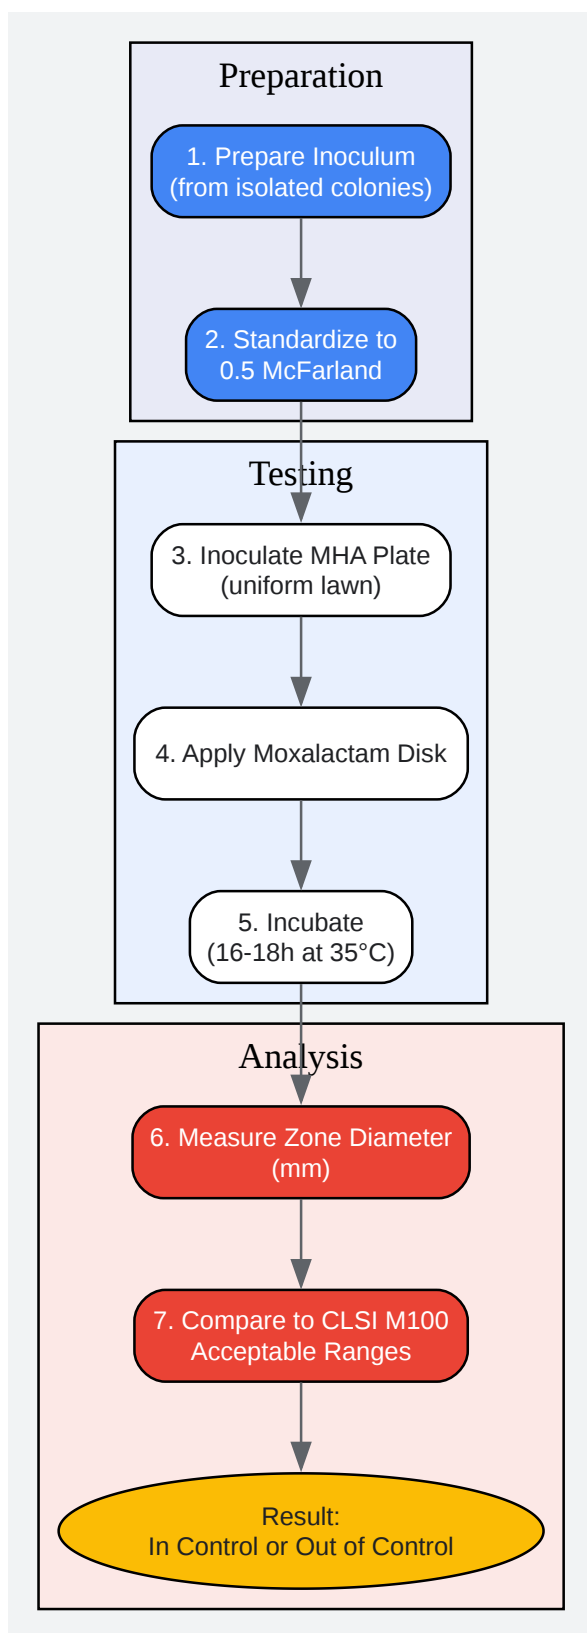 Preparation
1. Prepare Inoculum
(from isolated colonies)
2. Standardize to
0.5 McFarland
Testing
3. Inoculate MHA Plate
(uniform lawn)
4. Apply Moxalactam Disk
5. Incubate
(16-18h at 35°C)
Analysis
6. Measure Zone Diameter
(mm)
7. Compare to CLSI M100
Acceptable Ranges
Result:
In Control or Out of Control